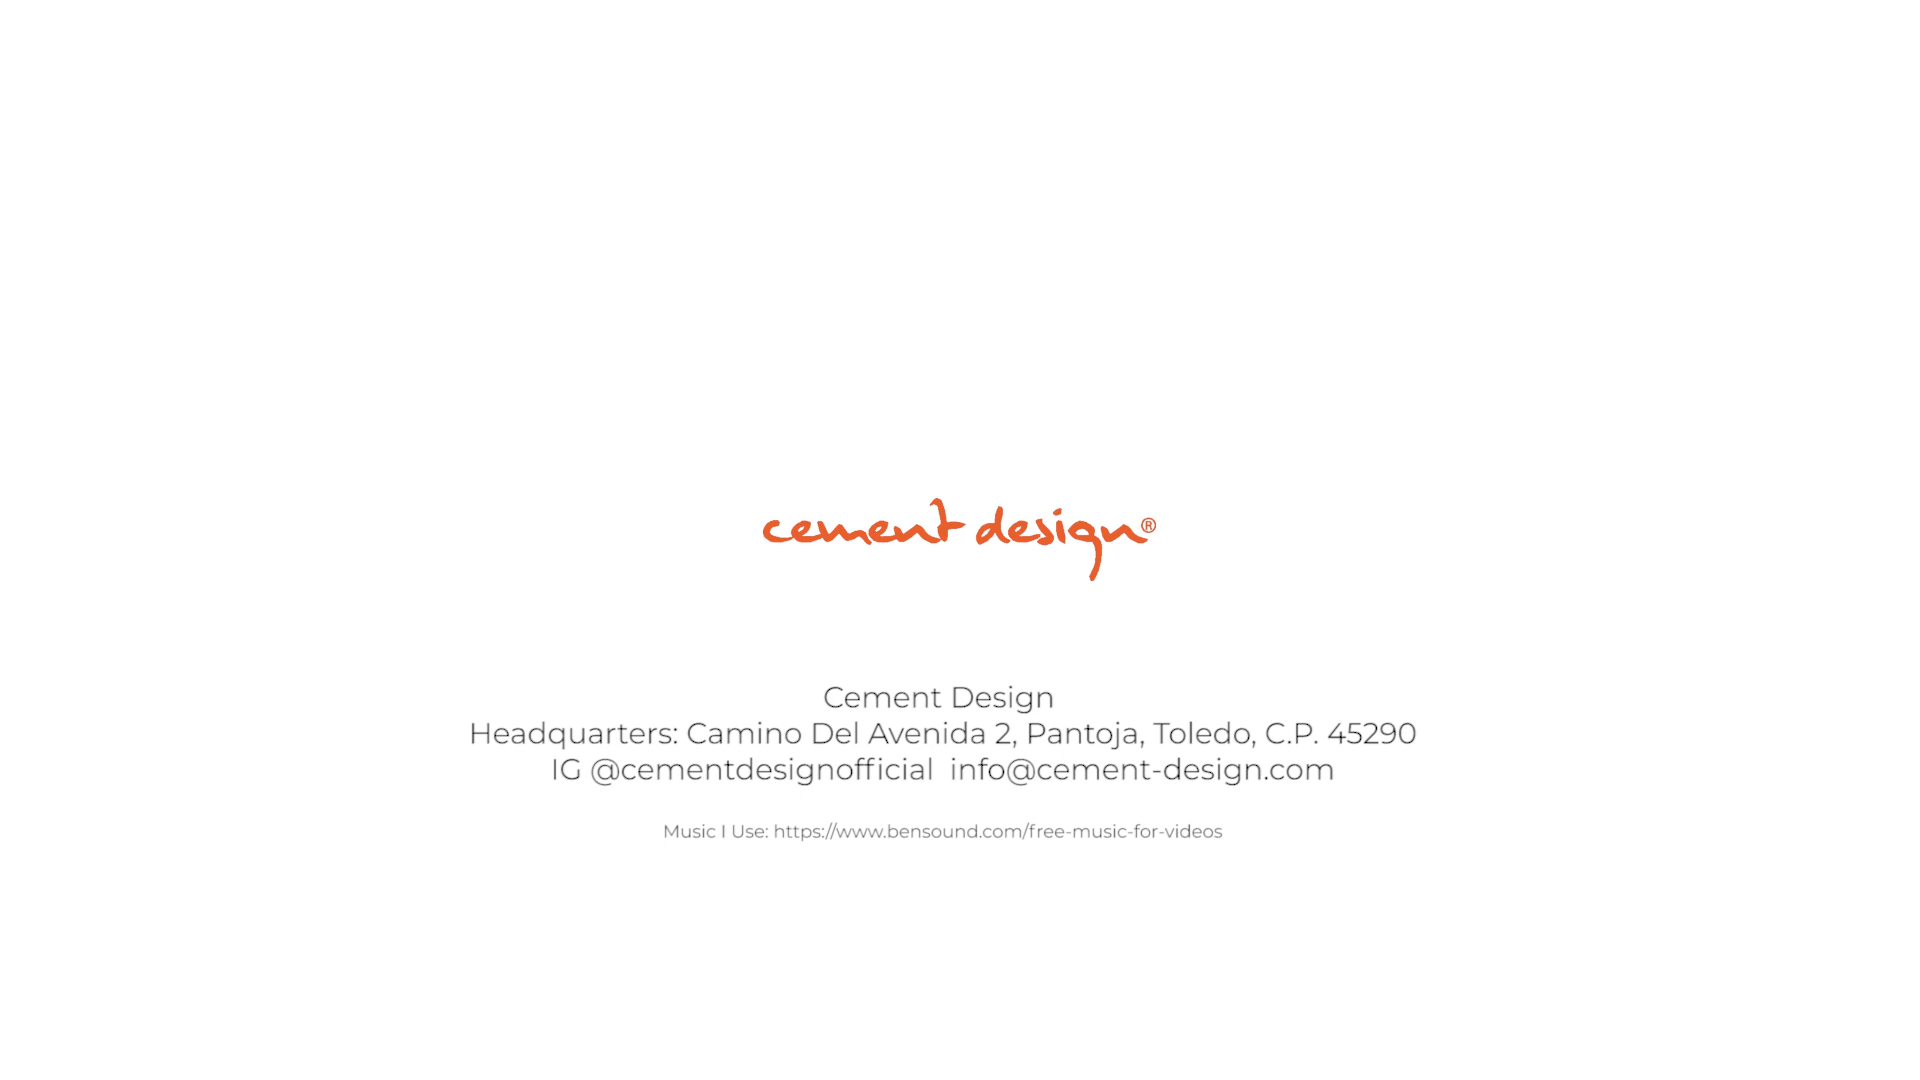 cement design®
Cement Design
Headquarters: Camino Del Avenida 2, Pantoja, Toledo, C.P. 45290
IG @cementdesignofficial info@cement-design.com
Music I Use: https://www.bensound.com/free-music-for-videos